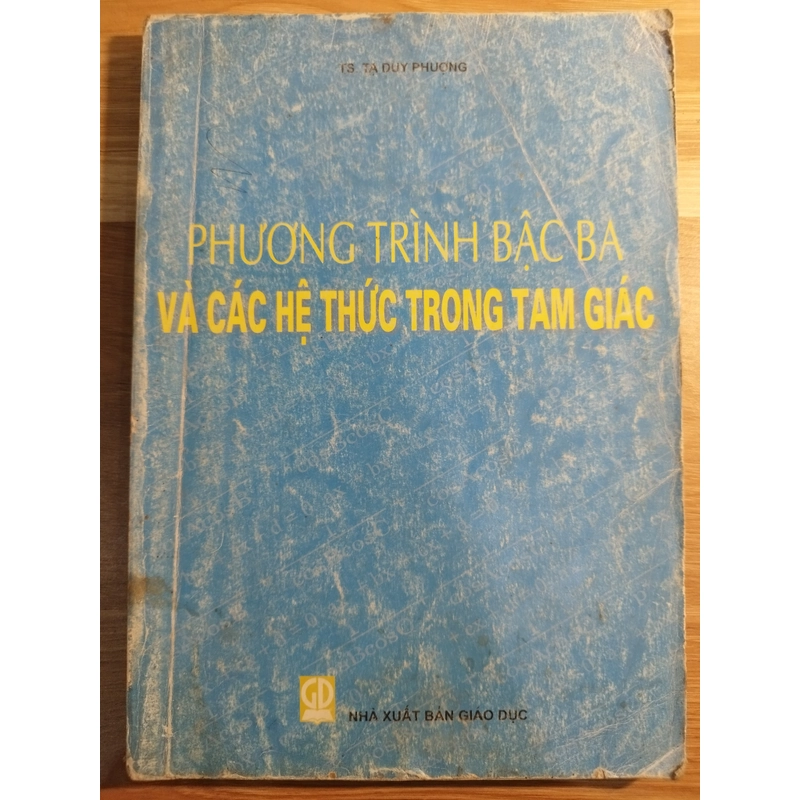 TS. TẠ DUY PHƯỢNG
PHƯƠNG TRÌNH BẬC BA
VÀ CÁC HỆ THỨC TRONG TAM GIÁC
GD
NHÀ XUẤT BẢN GIÁO DỤC